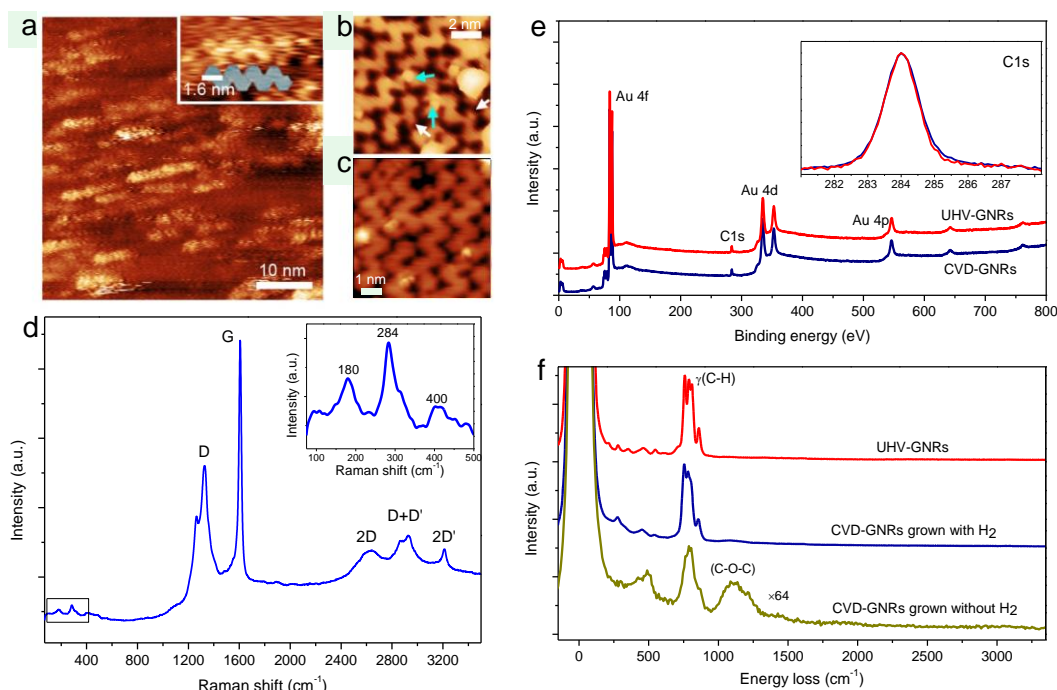 a
1.6 nm
10 nm
b
2 nm
c
1 nm
d
Intensity (a.u.)
D
G
2D
D+D'
2D'
400 1200 1600 2000 2400 2800 3200
Raman shift (cm-1)
Intensity (a.u.)
180
284
400
100 200 300 400 500
Raman shift (cm-1)
e
Intensity (a.u.)
Au 4f
C1s
Au 4d
Au 4p
UHV-GNRs
CVD-GNRs
0 100 200 300 400 500 600 700 800
Binding energy (eV)
C1s
282 283 284 285 286 287
f
Intensity (a.u.)
γ(C-H)
UHV-GNRs
CVD-GNRs grown with H2
(C-O-C)
×64
CVD-GNRs grown without H2
0 500 1000 1500 2000 2500 3000
Energy loss (cm-1)